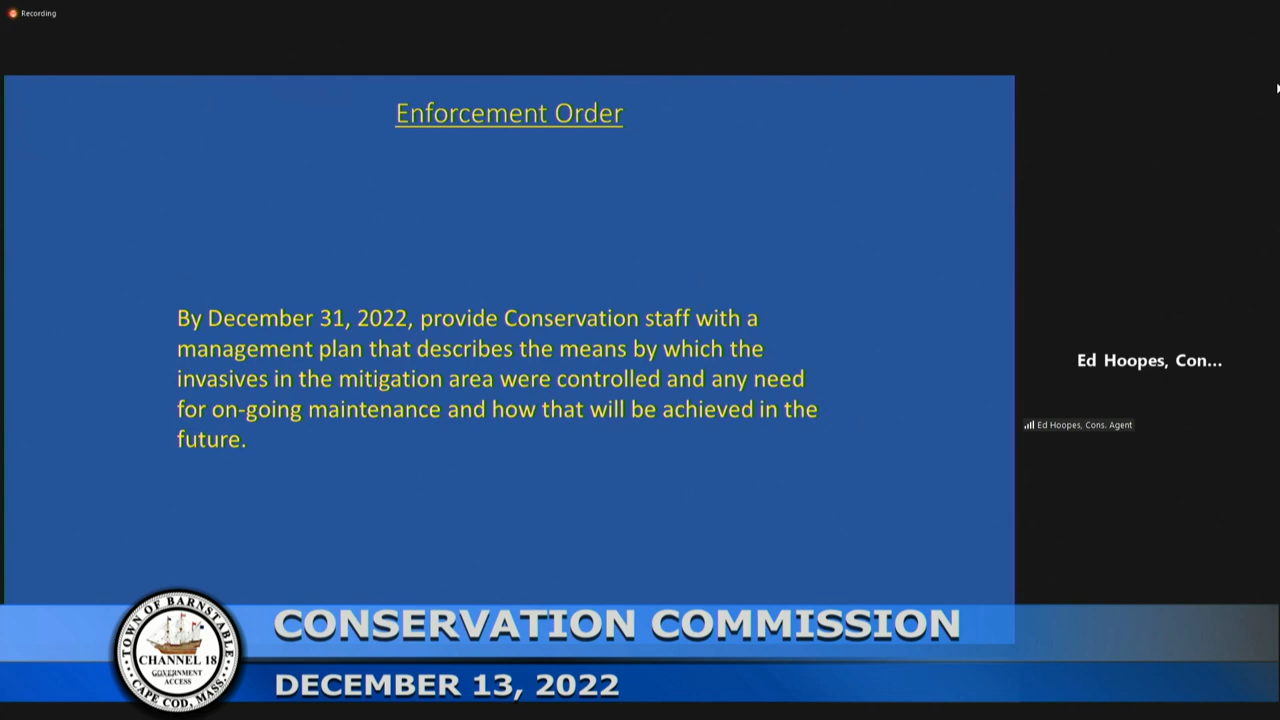 Recording
Enforcement Order
By December 31, 2022, provide Conservation staff with a
management plan that describes the means by which the
invasives in the mitigation area were controlled and any need
for on-going maintenance and how that will be achieved in the
future.
Ed Hoopes, Con...
Ed Hoopes, Cons. Agent
TOWN OF BARNSTABLE
CHANNEL 18
GOVERNMENT
ACCESS
CAPE COD, MASS.
CONSERVATION COMMISSION
DECEMBER 13, 2022